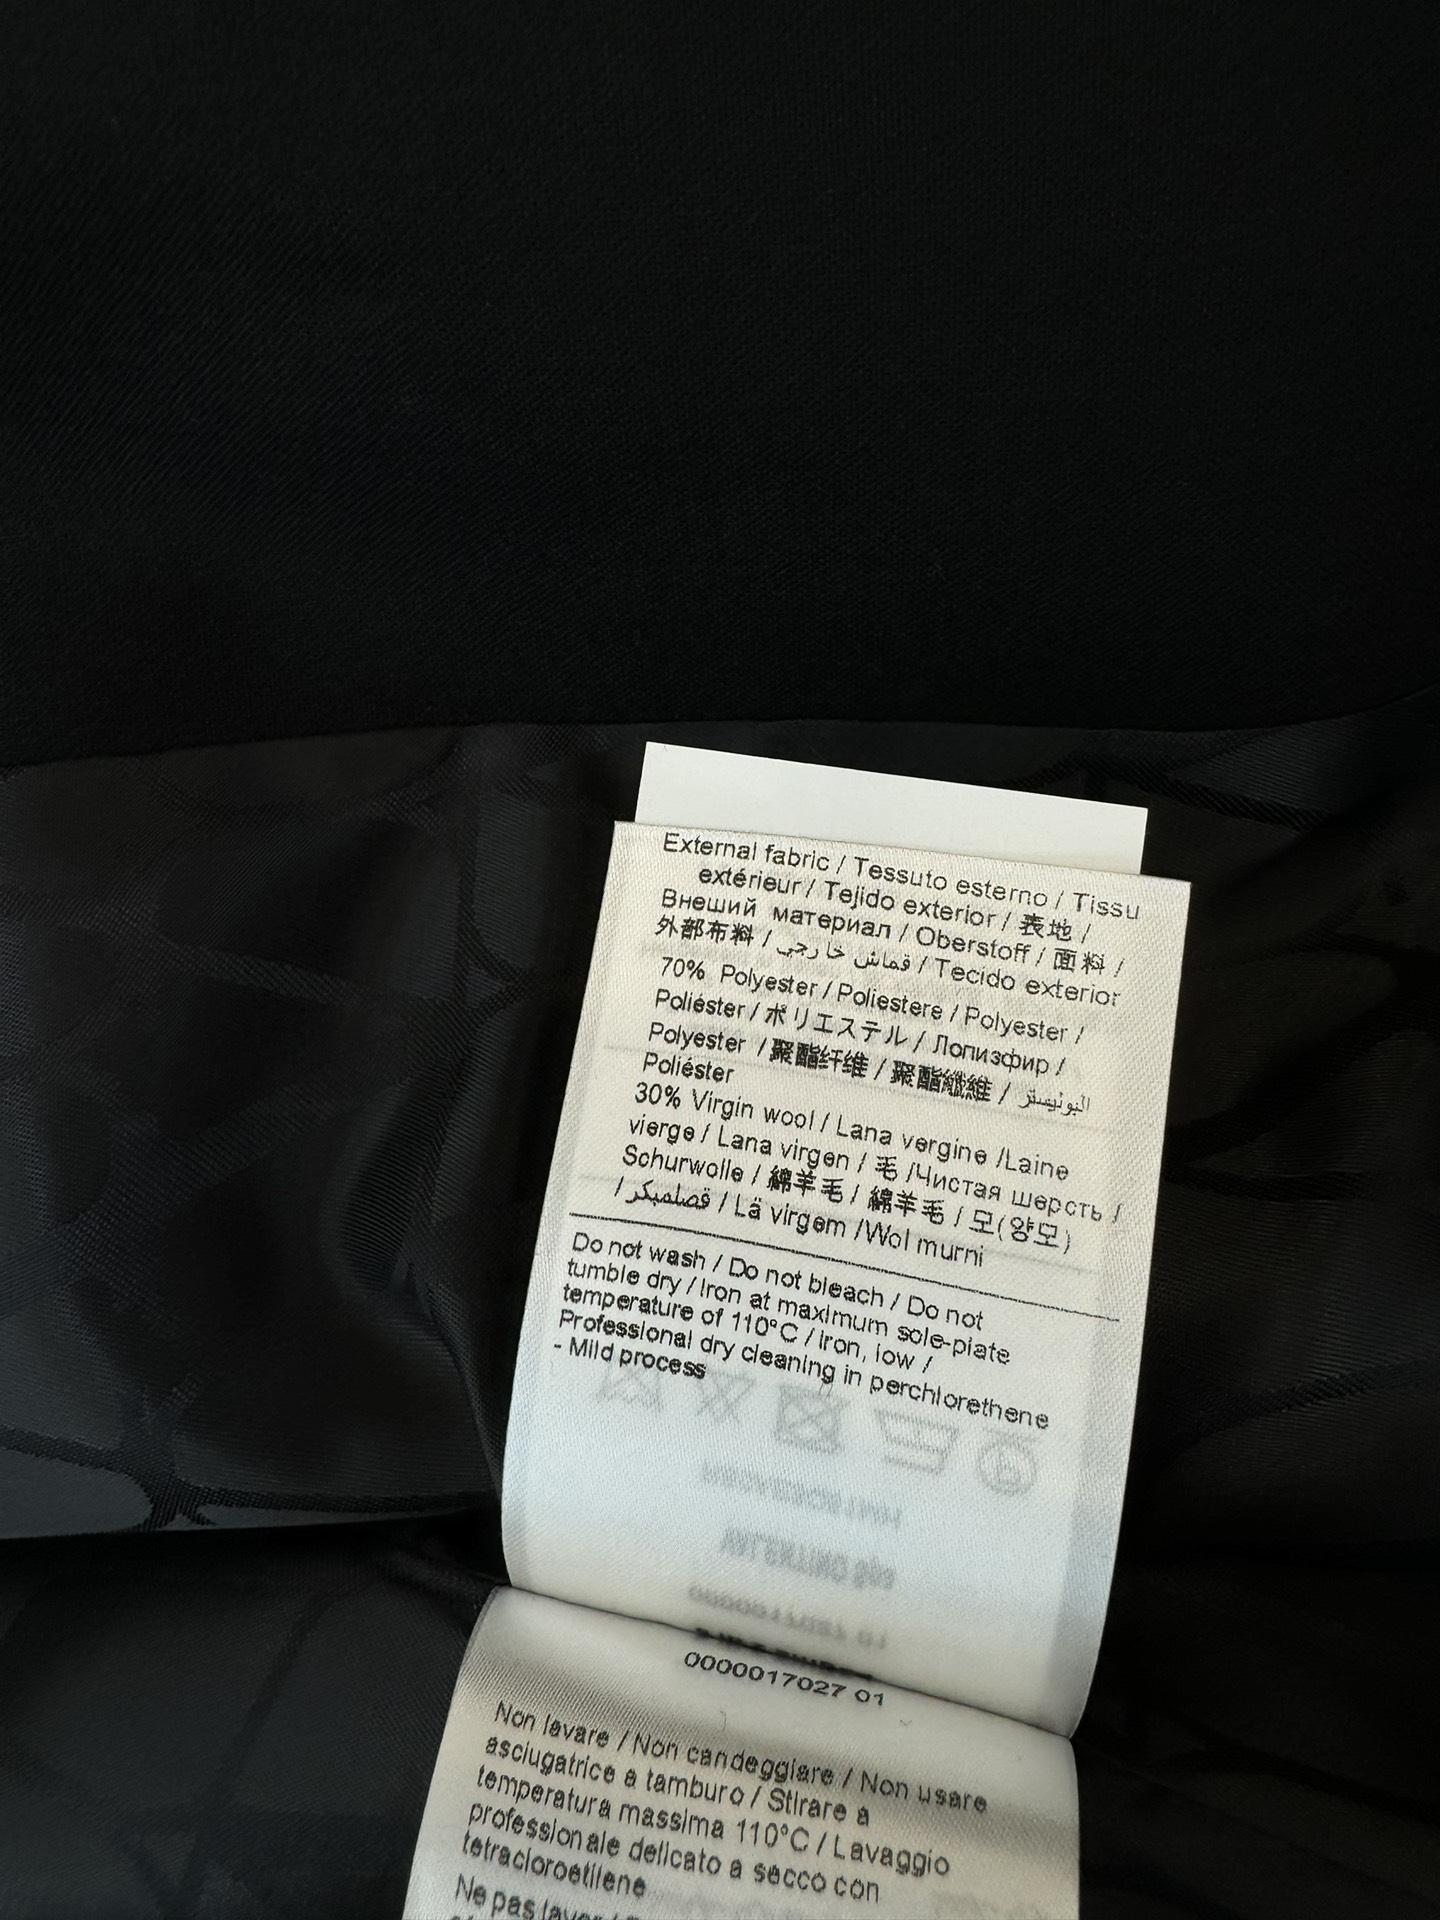 External fabric / Tessuto esterno / Tissu
extérieur / Tejido exterior / 表地 /
Внеший материал / Oberstoff / 面料 /
外部布料 / قماش خارجي / Tecido exterior
70% Polyester / Poliestere / Polyester /
Poliéster / ポリエステル / Полизфир /
Polyester / 聚酯纤维 / 聚酯纖維 / البوليستر
Poliéster
30% Virgin wool / Lana vergine /Laine
vierge / Lana virgen / 毛 /Чистая шерсть /
Schurwolle / 綿羊毛 / 綿羊毛 / 모(양모)
/ / Lä virgem /Wol murni
Do not wash / Do not bleach / Do not
tumble dry / Iron at maximum sole-plate
temperature of 110°C / Iron, low /
Professional dry cleaning in perchlorethene
- Mild process
0000017027 01
Non lavare / Non candeggiare / Non usare
asciugatrice a tamburo / Stirare a
temperatura massima 110°C / Lavaggio
professionale delicato a secco con
tetracloroetilene
Ne pas laver /